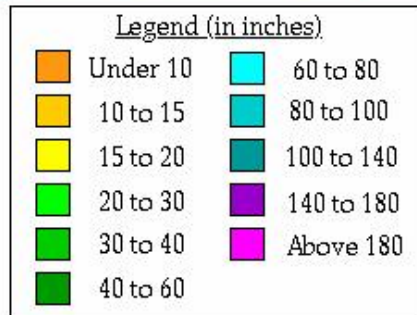 Legend (in inches)
Under 10
10 to 15
15 to 20
20 to 30
30 to 40
40 to 60
60 to 80
80 to 100
100 to 140
140 to 180
Above 180